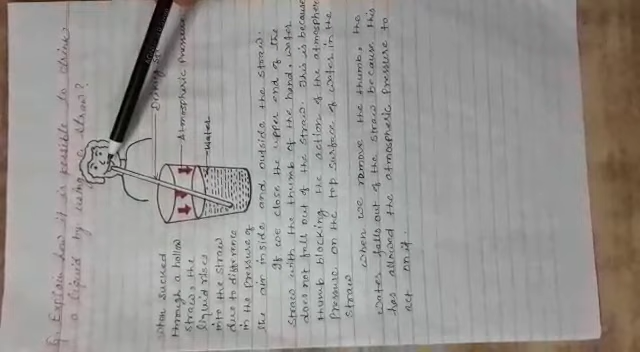 Q. Explain how it is possible to draw
a liquid by using a straw?
Atmospheric Pressure
Water
When sucked
through a hollow
straw, the
liquid rises
into the straw
due to difference
in the pressure of
the air inside and outside the straw.
If we close the upper end of the
straw with the thumb of the hand, water
does not fall out of the straw. This is because
thumb blocking the action of the atmospheric
Pressure on the top surface of water in the
straw
When we remove the thumb, the
water falls out of the straw because this
has allowed the atmospheric pressure to
act on it.